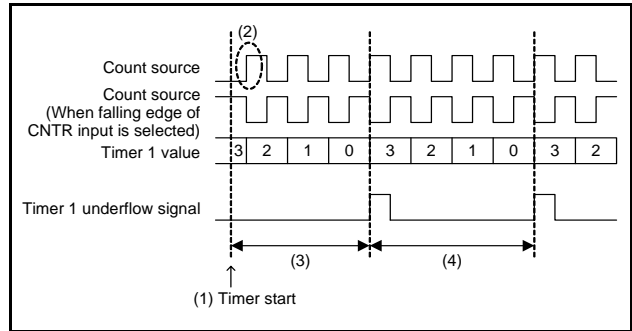 (2)
Count source
Count source
(When falling edge of
CNTR input is selected)
Timer 1 value
3 2 1 0 3 2 1 0 3 2
Timer 1 underflow signal
(3)
(4)
↑
(1) Timer start